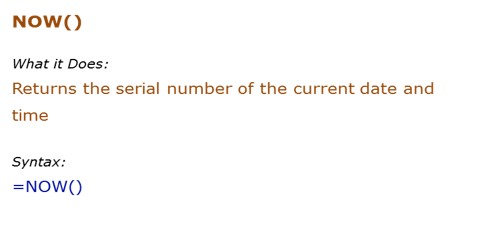 NOW()
What it Does:
Returns the serial number of the current date and
time
Syntax:
=NOW()